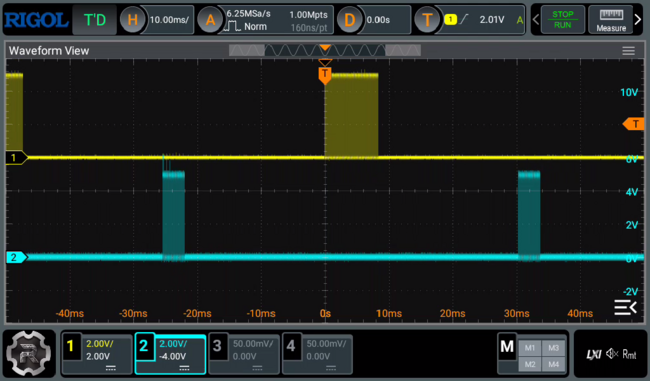 RIGOL T'D H 10.00ms/ A 6.25MSa/s 1.00Mpts D 0.00s T 1 2.01V A STOP Measure
Norm 160ns/pt RUN
Waveform View
T
10V
T
1 6V
4V
2V
2 0V
-2V
-40ms -30ms -20ms -10ms 0s 10ms 20ms 30ms 40ms
1 2.00V/ 2 2.00V/ 3 50.00mV/ 4 50.00mV/ M M1 M3 LXI Rmt
2.00V -4.00V 0.00V 0.00V M2 M4